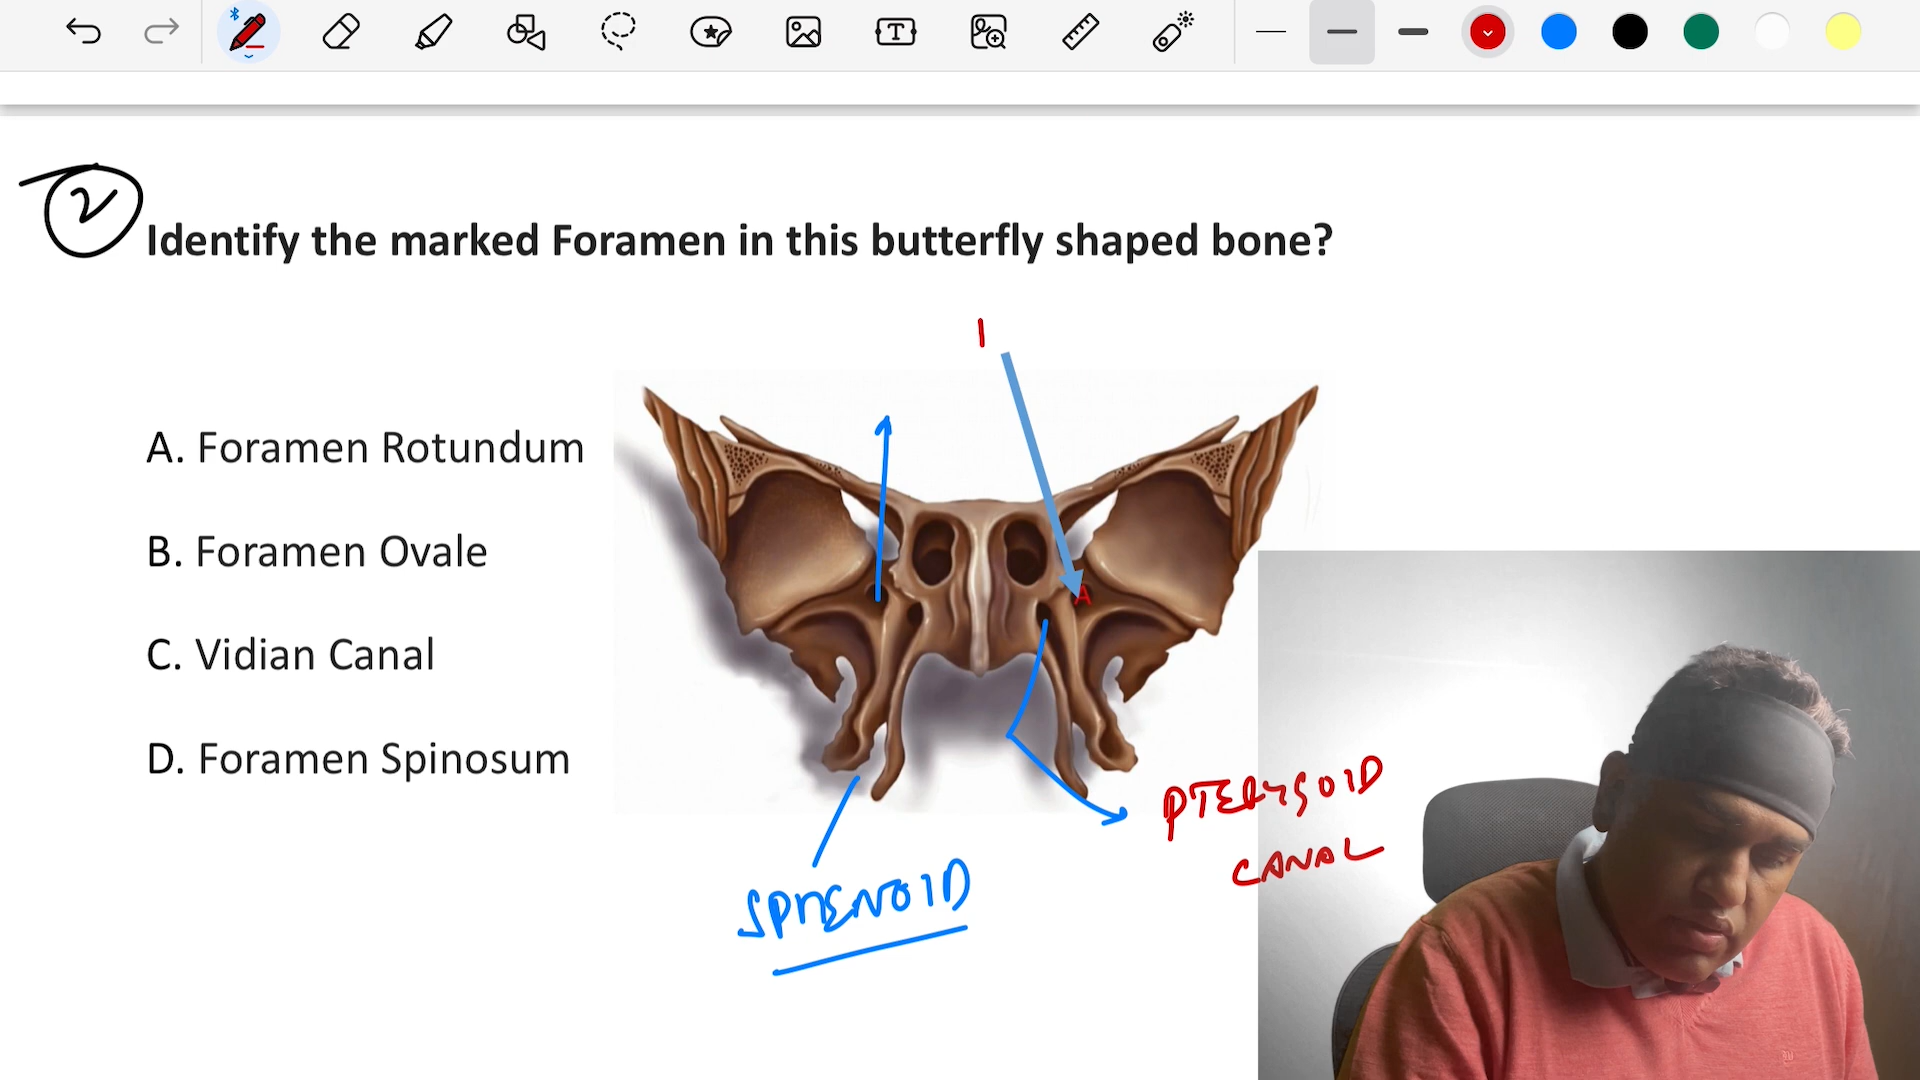 2
Identify the marked Foramen in this butterfly shaped bone?
1
A. Foramen Rotundum
B. Foramen Ovale
C. Vidian Canal
D. Foramen Spinosum
A
PTERYGOID
CANAL
SPHENOID